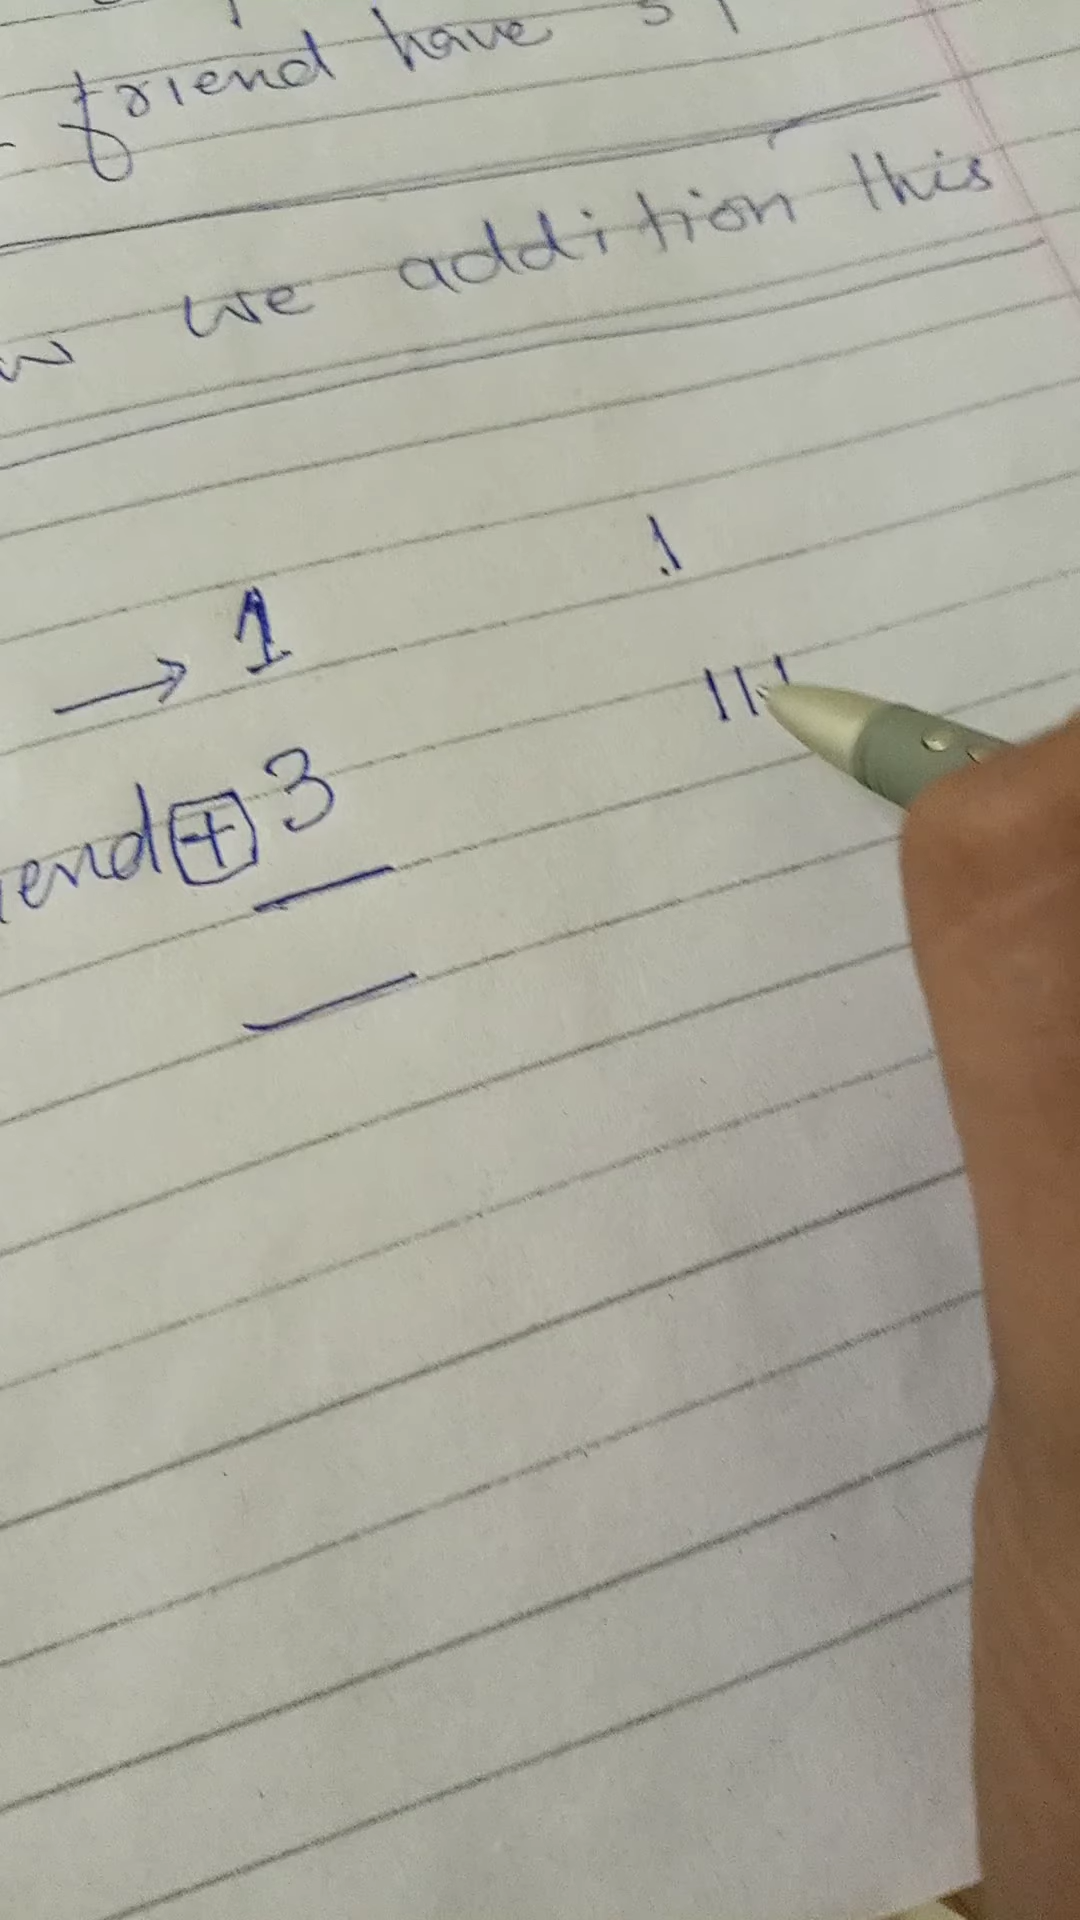 friend have
we addition this
→ 1 |
end + 3 |||